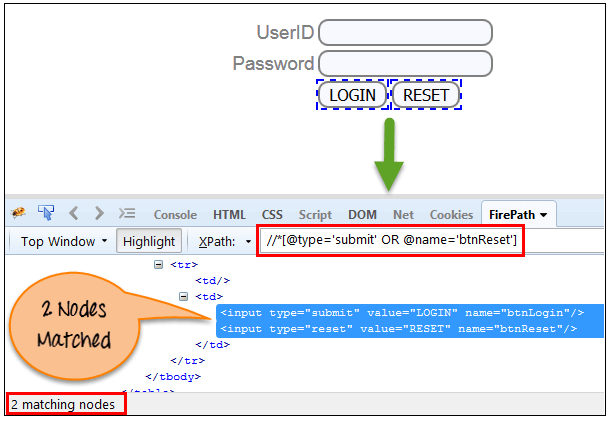 UserID
Password
LOGIN RESET
Console HTML CSS Script DOM Net Cookies FirePath
Top Window Highlight XPath: //*[@type='submit' OR @name='btnReset']
<tr>
<td/>
<td>
<input type="submit" value="LOGIN" name="btnLogin"/>
<input type="reset" value="RESET" name="btnReset"/>
</td>
</tr>
</tbody>
2 Nodes
Matched
2 matching nodes